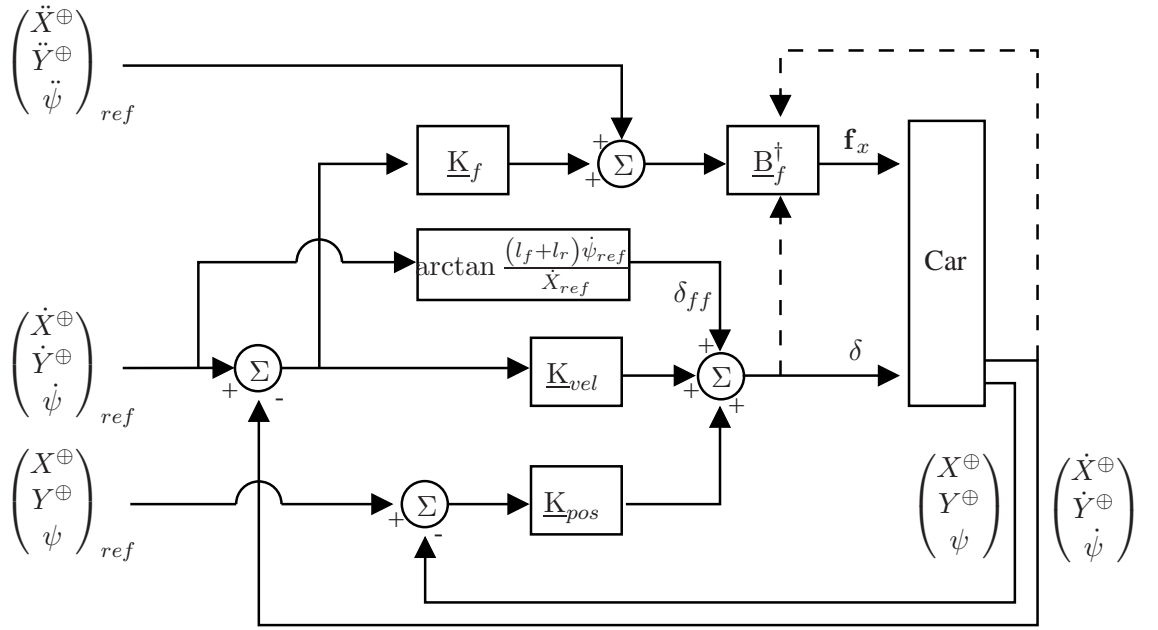 Ẍ⊕
Ÿ⊕
ψ̈
ref
K_f
+
+
Σ
B_f^†
f_x
arctan (l_f+l_r)ψ̇_ref / Ẋ_ref
δ_ff
Car
Ẋ⊕
Ẏ⊕
ψ̇
ref
+
Σ
-
K_vel
+
+
Σ
+
δ
X⊕
Y⊕
ψ
ref
+
Σ
-
K_pos
X⊕
Y⊕
ψ
Ẋ⊕
Ẏ⊕
ψ̇